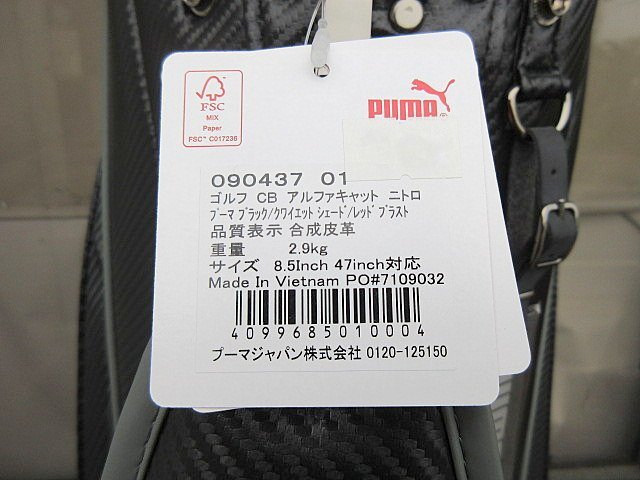 FSC
MIX
Paper
FSC™ C017236
PUMA®
090437 01
ゴルフ CB アルファキャット ニトロ
プーマ ブラック/クワイエット シェード/レッド ブラスト
品質表示 合成皮革
重量 2.9kg
サイズ 8.5Inch 47inch対応
Made In Vietnam PO#7109032
4099685010004
プーマジャパン株式会社 0120-125150